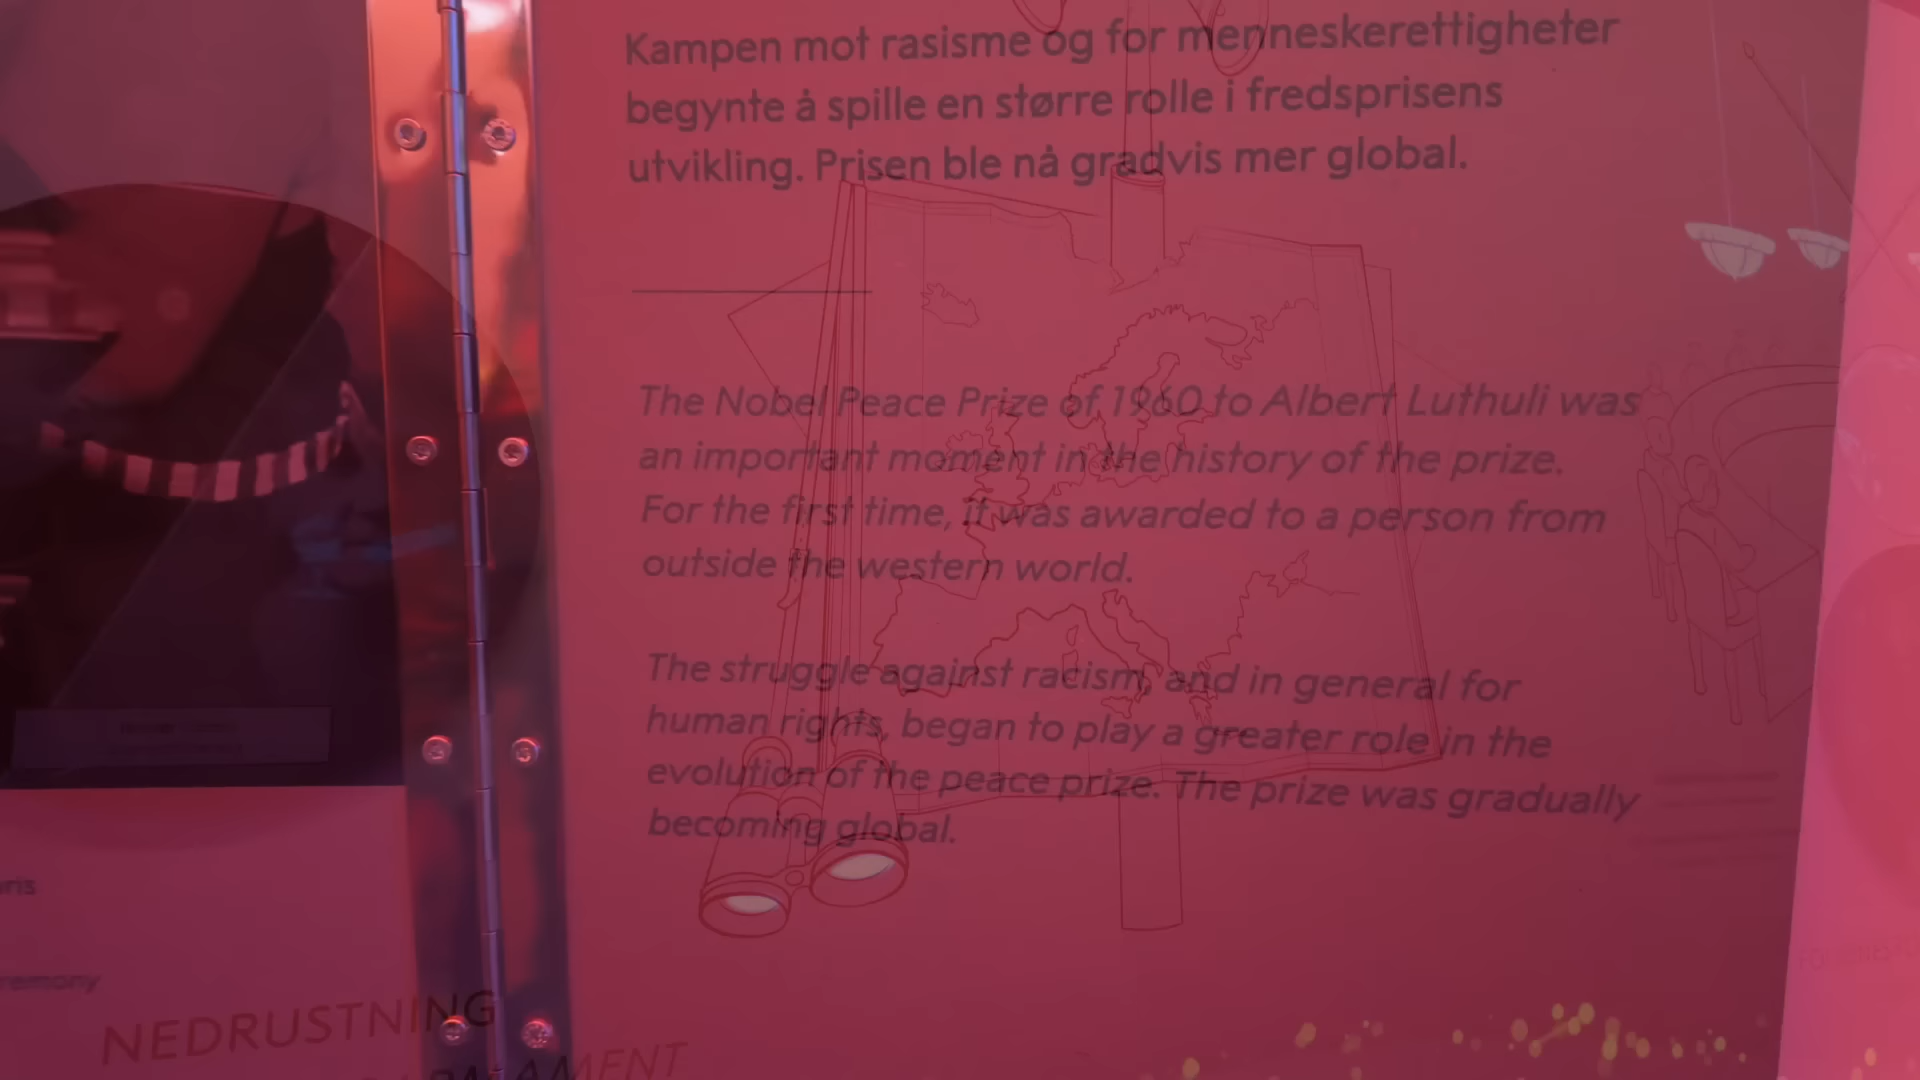 Kampen mot rasisme og for menneskerettigheter
begynte å spille en større rolle i fredsprisens
utvikling. Prisen ble nå gradvis mer global.
The Nobel Peace Prize of 1960 to Albert Luthuli was
an important moment in the history of the prize.
For the first time, it was awarded to a person from
outside the western world.
The struggle against racism, and in general for
human rights, began to play a greater role in the
evolution of the peace prize. The prize was gradually
becoming global.
NEDRUSTNING